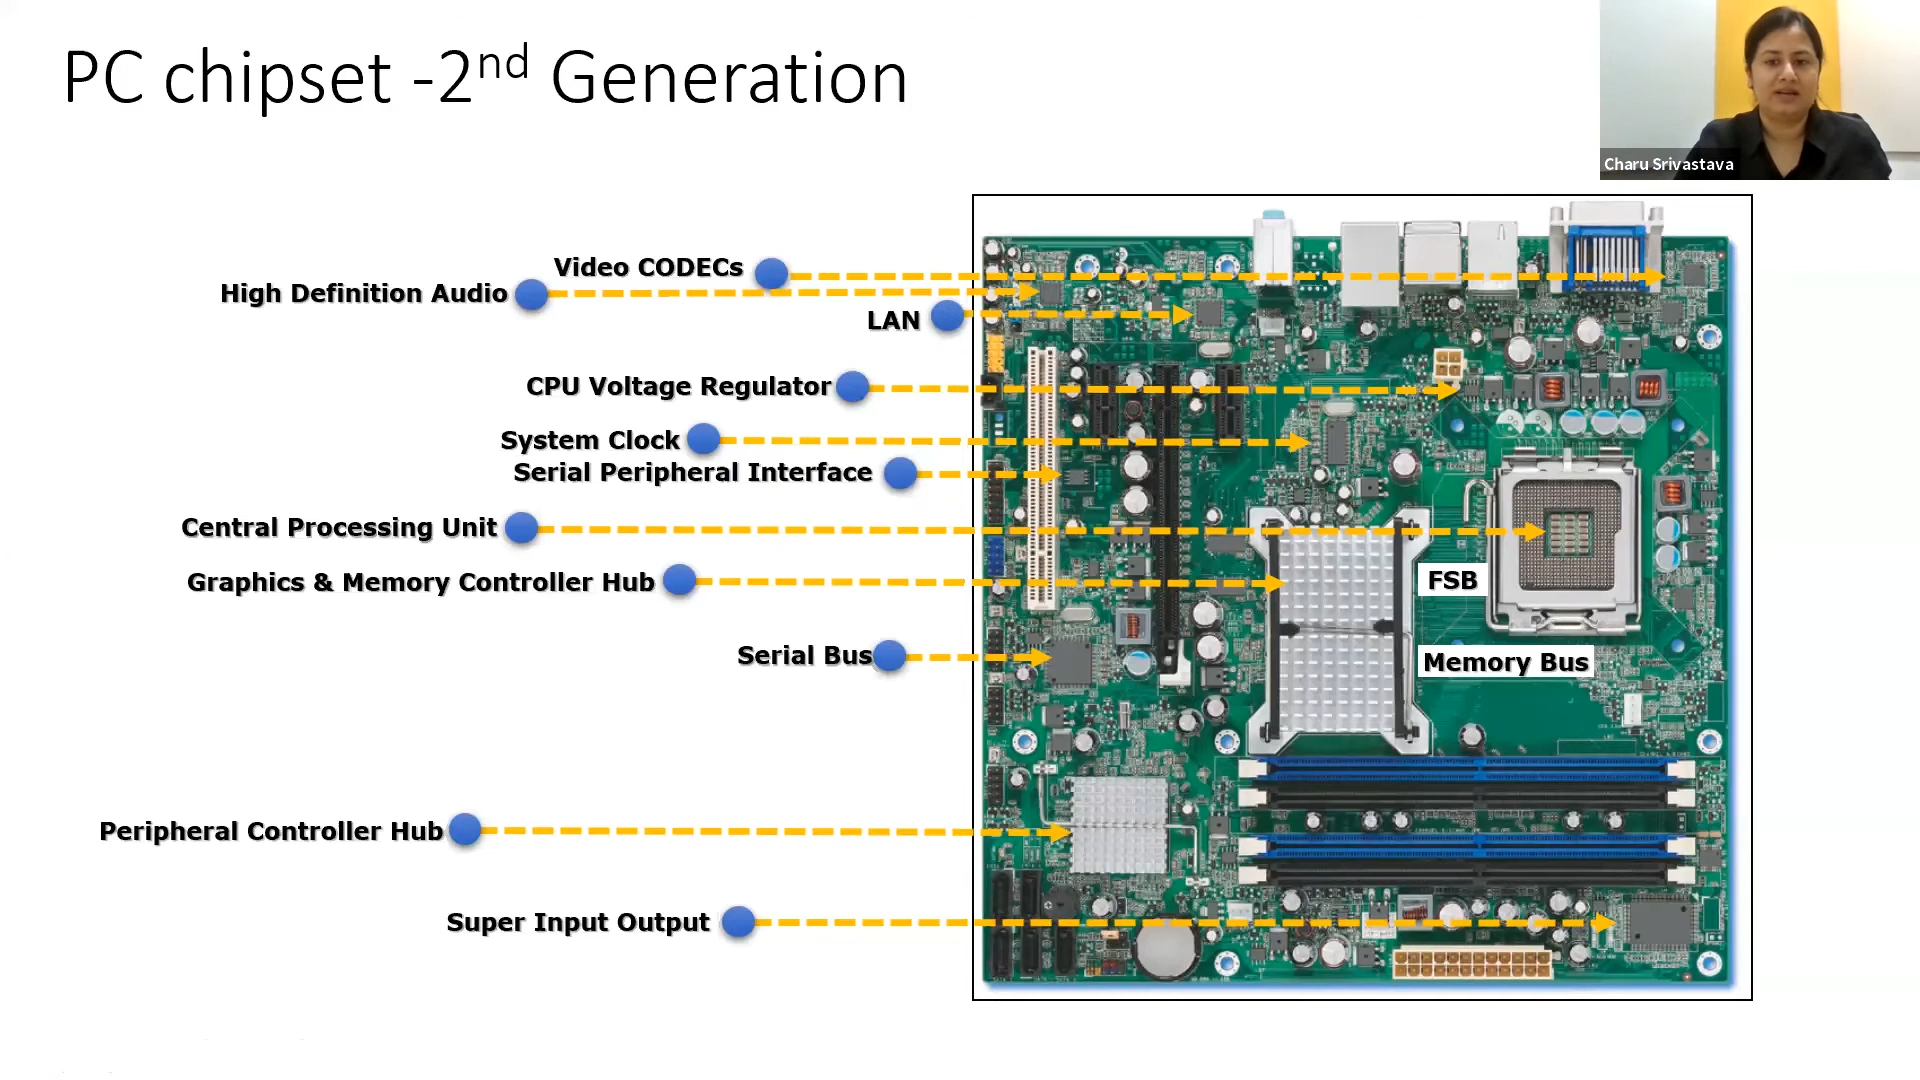 PC chipset -2nd Generation
Charu Srivastava
Video CODECs
High Definition Audio
LAN
CPU Voltage Regulator
System Clock
Serial Peripheral Interface
Central Processing Unit
Graphics & Memory Controller Hub
FSB
Serial Bus
Memory Bus
Peripheral Controller Hub
Super Input Output